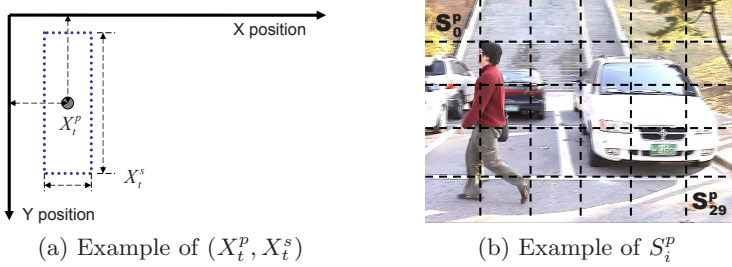 X position
X_t^p
X_t^s
Y position
(a) Example of (X_t^p, X_t^s)
S_0^p
S_29^p
(b) Example of S_i^p